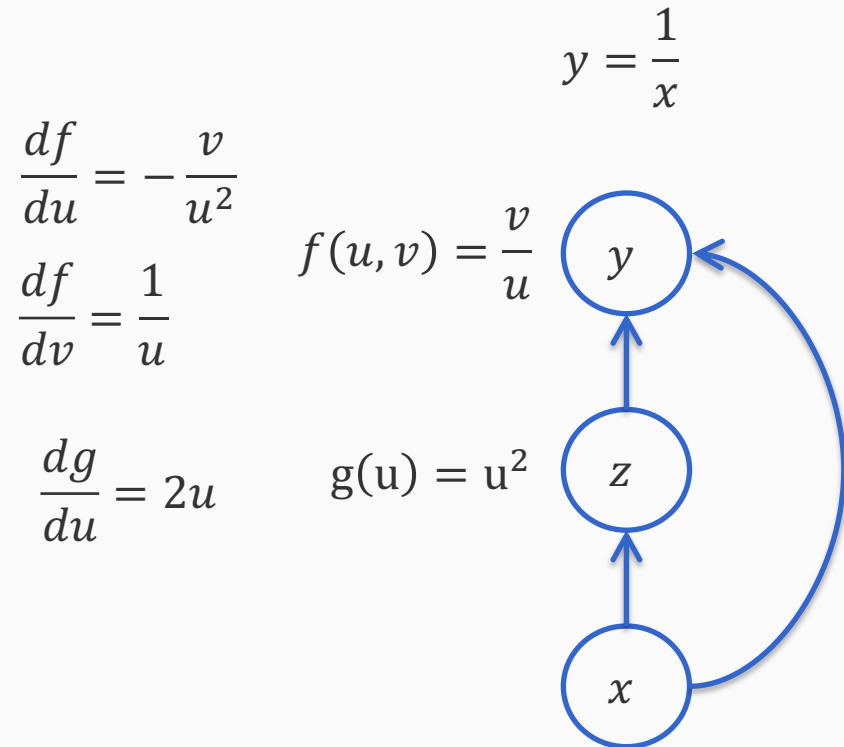 y = 1/x
df/du = − v/u²
f(u, v) = v/u
y
df/dv = 1/u
dg/du = 2u
g(u) = u²
z
x